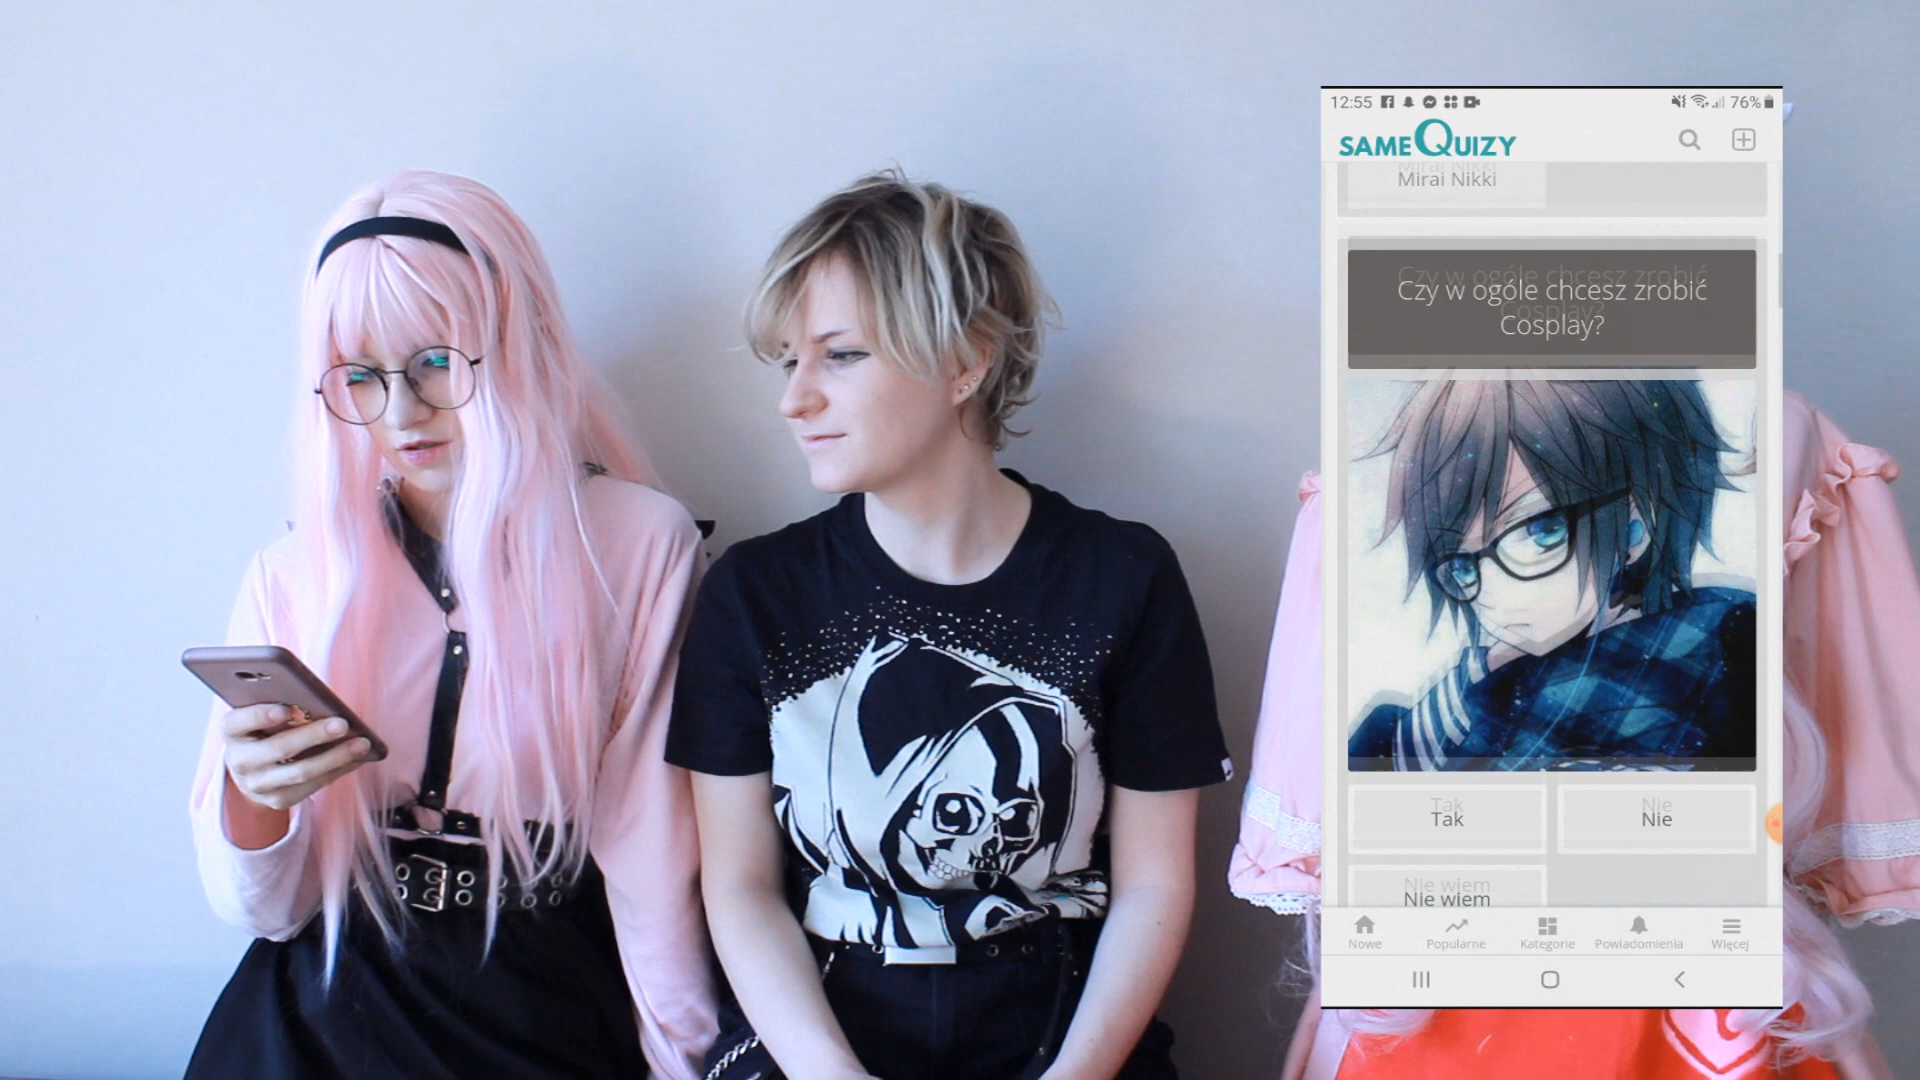 12:55
76%
SAMEQUIZY
Mirai Nikki
Czy w ogóle chcesz zrobić
Cosplay?
Tak
Nie
Nie wiem
Nowe
Popularne
Kategorie
Powiadomienia
Więcej